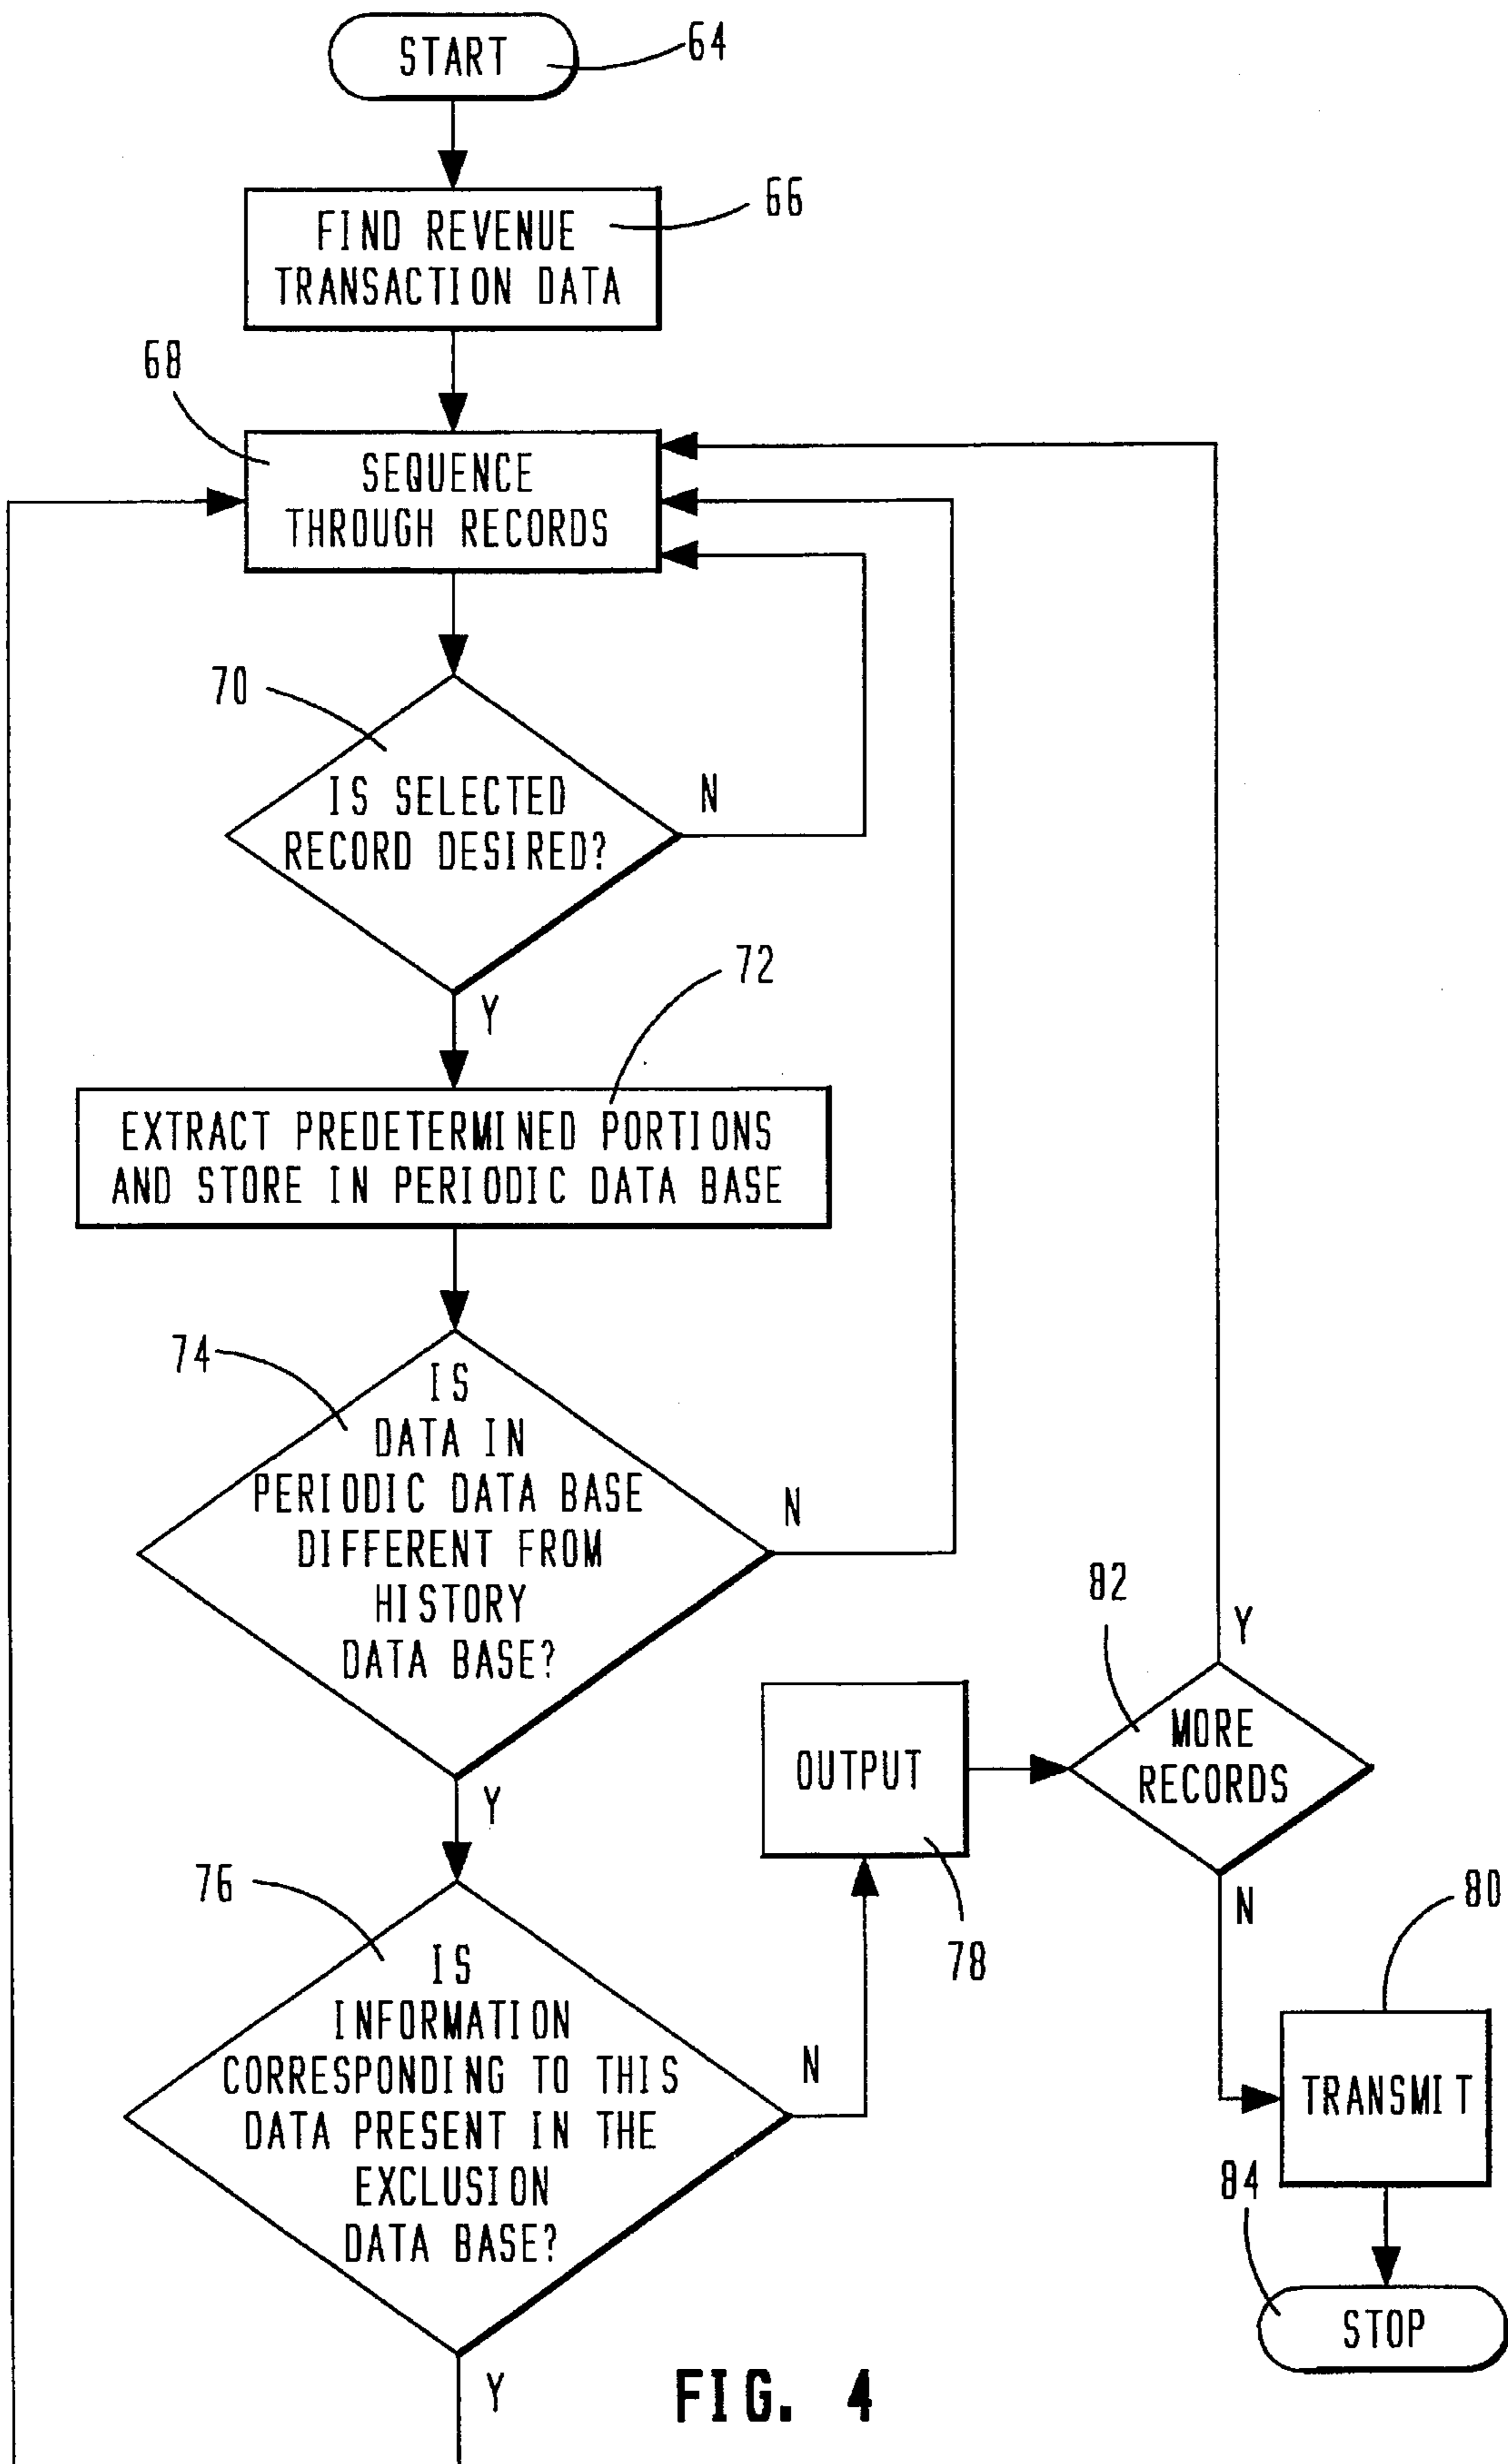 START
64
FIND REVENUE
TRANSACTION DATA
66
68
SEQUENCE
THROUGH RECORDS
70
IS SELECTED
RECORD DESIRED?
N
Y
72
EXTRACT PREDETERMINED PORTIONS
AND STORE IN PERIODIC DATA BASE
74
IS
DATA IN
PERIODIC DATA BASE
DIFFERENT FROM
HISTORY
DATA BASE?
N
Y
76
IS
INFORMATION
CORRESPONDING TO THIS
DATA PRESENT IN THE
EXCLUSION
DATA BASE?
N
Y
OUTPUT
78
82
MORE
RECORDS
Y
N
80
TRANSMIT
84
STOP
FIG. 4